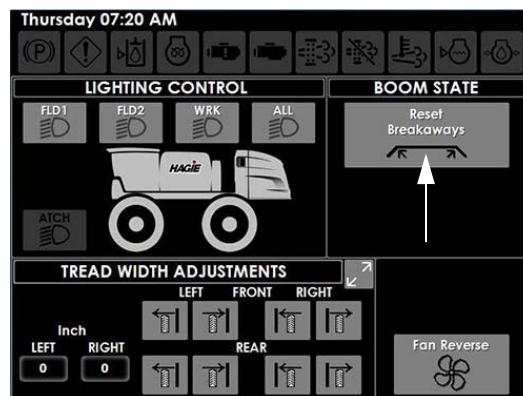 Thursday 07:20 AM
LIGHTING CONTROL
FLD1 FLD2 WRK ALL
HAGIE
ATCH
BOOM STATE
Reset
Breakaways
TREAD WIDTH ADJUSTMENTS
LEFT FRONT RIGHT
Inch
LEFT RIGHT
REAR
0 0
Fan Reverse